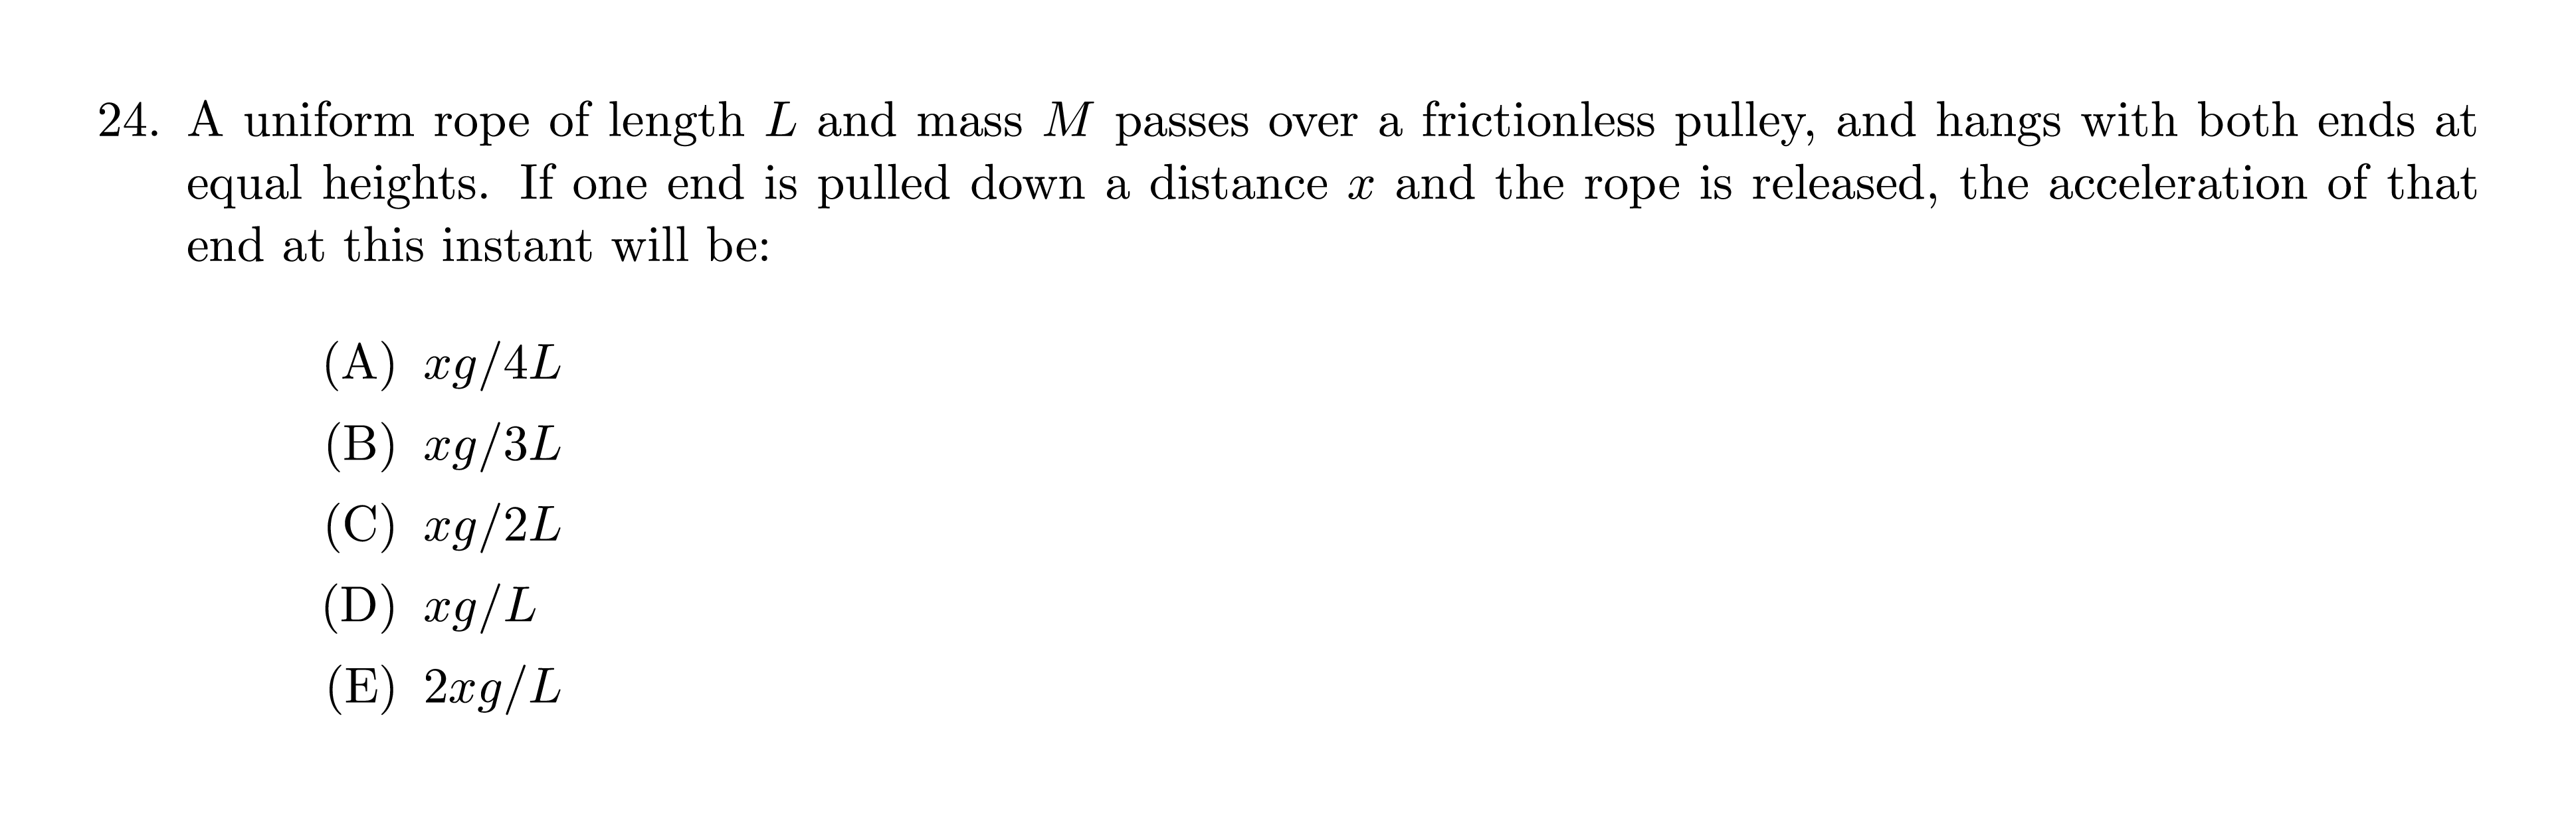 24. A uniform rope of length L and mass M passes over a frictionless pulley, and hangs with both ends at
equal heights. If one end is pulled down a distance x and the rope is released, the acceleration of that
end at this instant will be:
(A) xg/4L
(B) xg/3L
(C) xg/2L
(D) xg/L
(E) 2xg/L